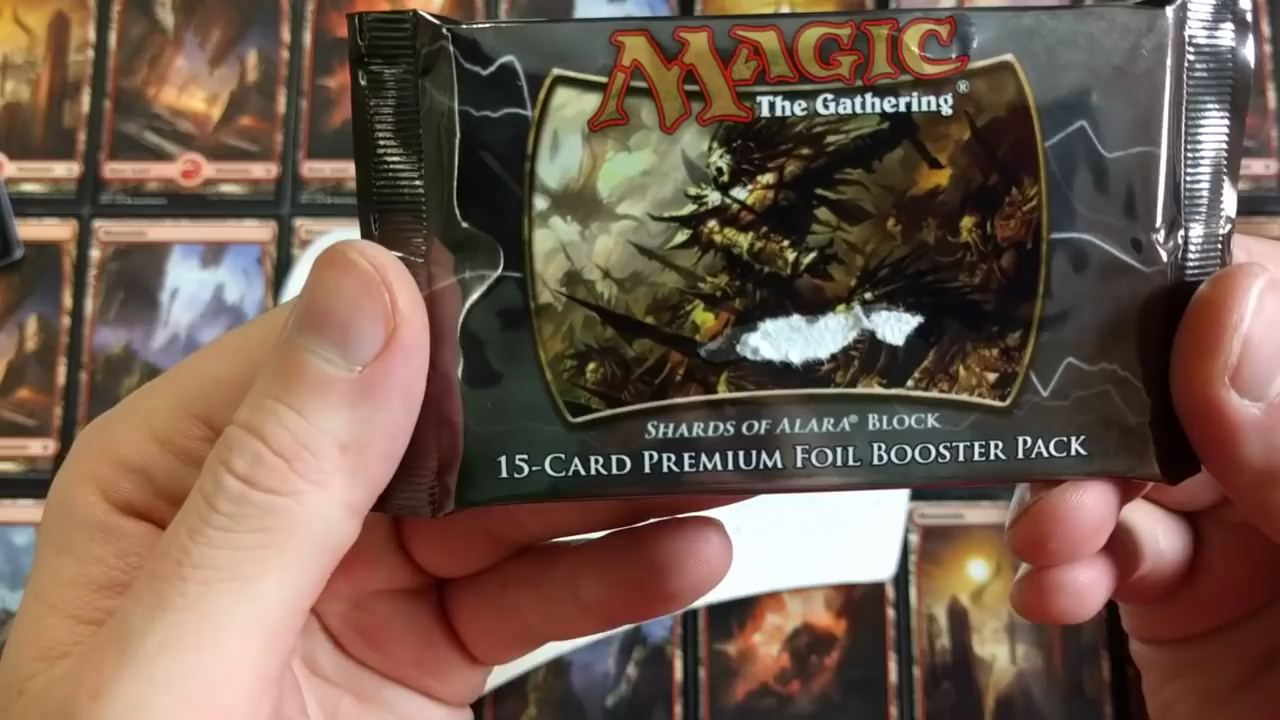 MAGIC
The Gathering®
SHARDS OF ALARA® BLOCK
15-CARD PREMIUM FOIL BOOSTER PACK